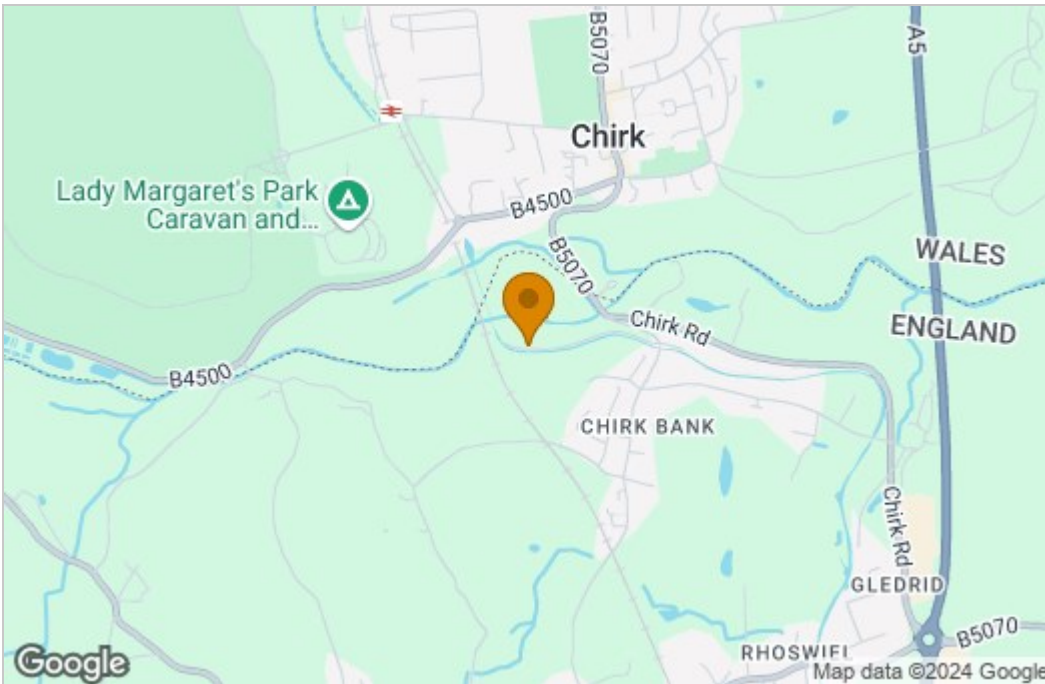 B5070
A5
Chirk
Lady Margaret's Park
Caravan and...
B4500
B5070
WALES
ENGLAND
Chirk Rd
B4500
CHIRK BANK
Chirk Rd
GLEDRID
B5070
RHOSWIEL
Google
Map data ©2024 Google